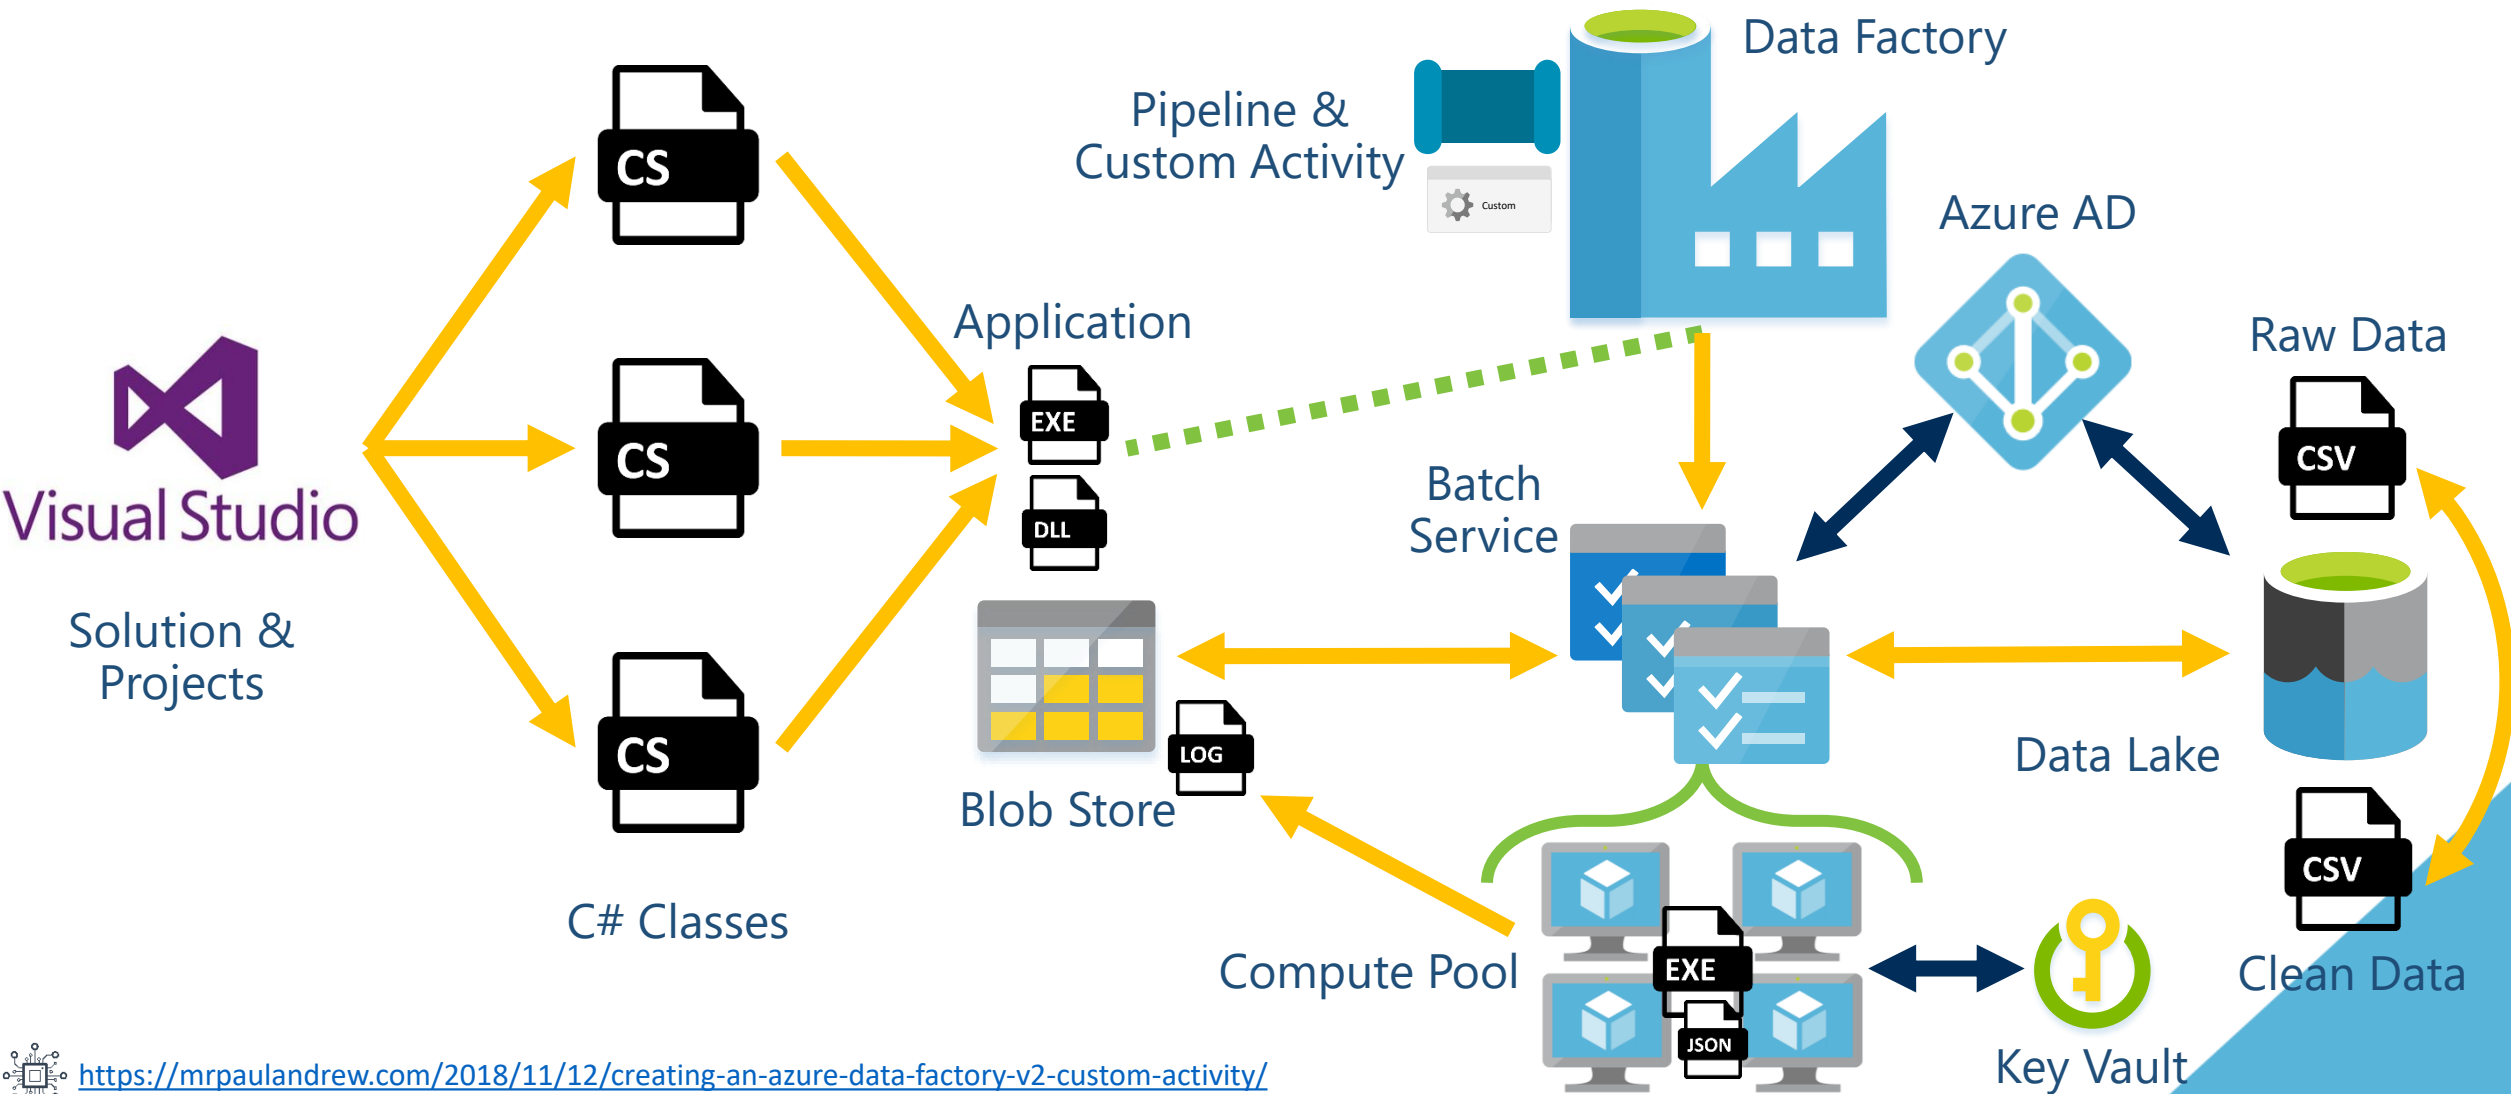 Data Factory
Pipeline &
Custom Activity
Custom
CS
Azure AD
Application
Raw Data
EXE
CSV
CS
DLL
Batch
Service
Visual Studio
Solution &
Projects
CS
LOG
Blob Store
Data Lake
CSV
C# Classes
Compute Pool
EXE
JSON
Clean Data
Key Vault
https://mrpaulandrew.com/2018/11/12/creating-an-azure-data-factory-v2-custom-activity/